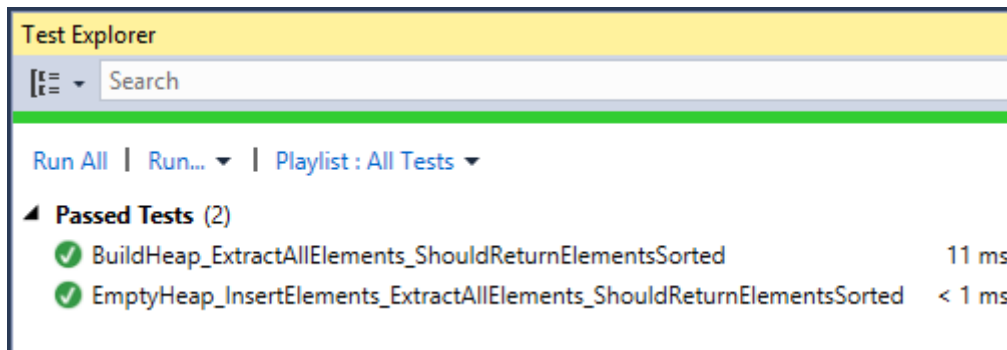 Test Explorer
Search
Run All | Run... | Playlist : All Tests
Passed Tests (2)
BuildHeap_ExtractAllElements_ShouldReturnElementsSorted 11 ms
EmptyHeap_InsertElements_ExtractAllElements_ShouldReturnElementsSorted < 1 ms